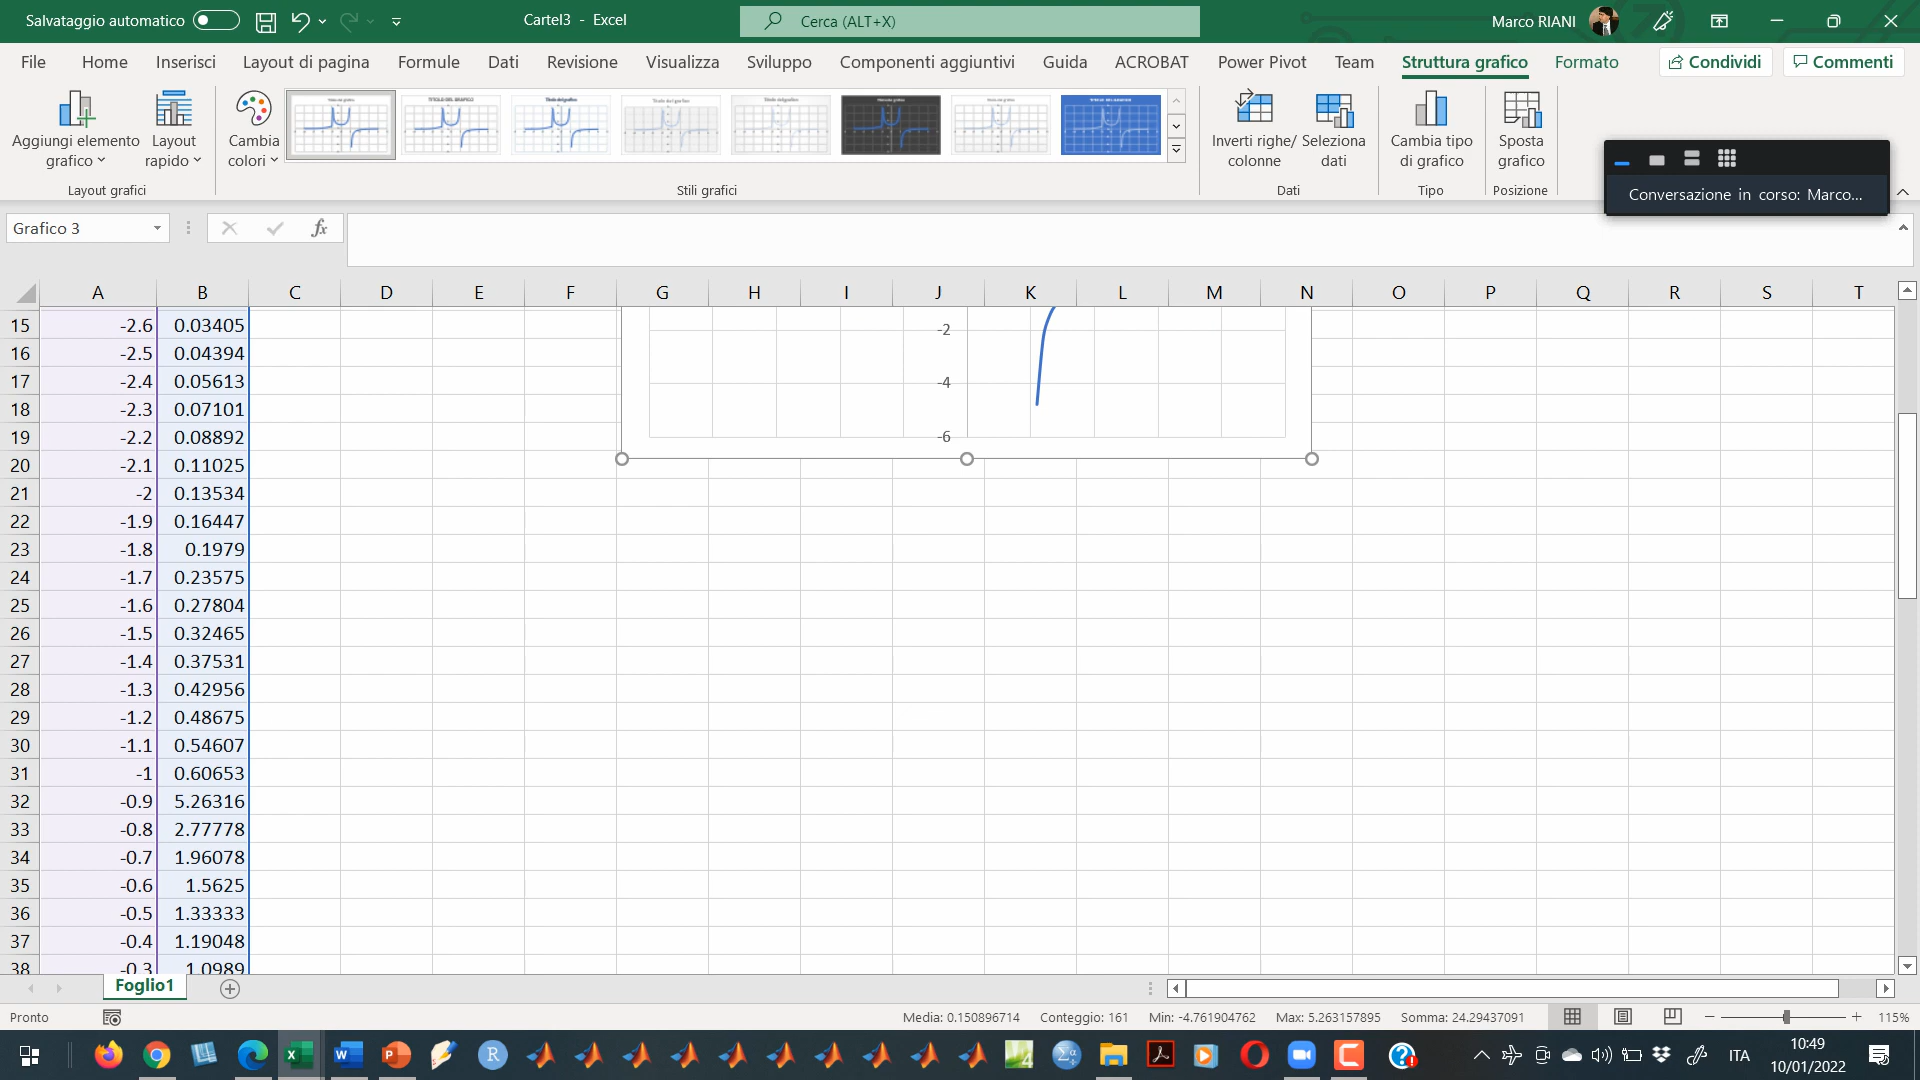 Salvataggio automatico
Cartel3 - Excel
Cerca (ALT+X)
Marco RIANI
File Home Inserisci Layout di pagina Formule Dati Revisione Visualizza Sviluppo Componenti aggiuntivi Guida ACROBAT Power Pivot Team Struttura grafico Formato Condividi Commenti
Aggiungi elemento grafico
Layout rapido
Cambia colori
Inverti righe/ colonne
Seleziona dati
Cambia tipo di grafico
Sposta grafico
Layout grafici Stili grafici Dati Tipo Posizione
Conversazione in corso: Marco...
Grafico 3
fx
A B C D E F G H I J K L M N O P Q R S T
15 -2.6 0.03405
16 -2.5 0.04394
17 -2.4 0.05613
18 -2.3 0.07101
19 -2.2 0.08892
20 -2.1 0.11025
21 -2 0.13534
22 -1.9 0.16447
23 -1.8 0.1979
24 -1.7 0.23575
25 -1.6 0.27804
26 -1.5 0.32465
27 -1.4 0.37531
28 -1.3 0.42956
29 -1.2 0.48675
30 -1.1 0.54607
31 -1 0.60653
32 -0.9 5.26316
33 -0.8 2.77778
34 -0.7 1.96078
35 -0.6 1.5625
36 -0.5 1.33333
37 -0.4 1.19048
38 -0.3 1.0989
-2
-4
-6
Foglio1
Pronto
Media: 0.150896714 Conteggio: 161 Min: -4.761904762 Max: 5.263157895 Somma: 24.29437091
115%
ITA
10:49
10/01/2022